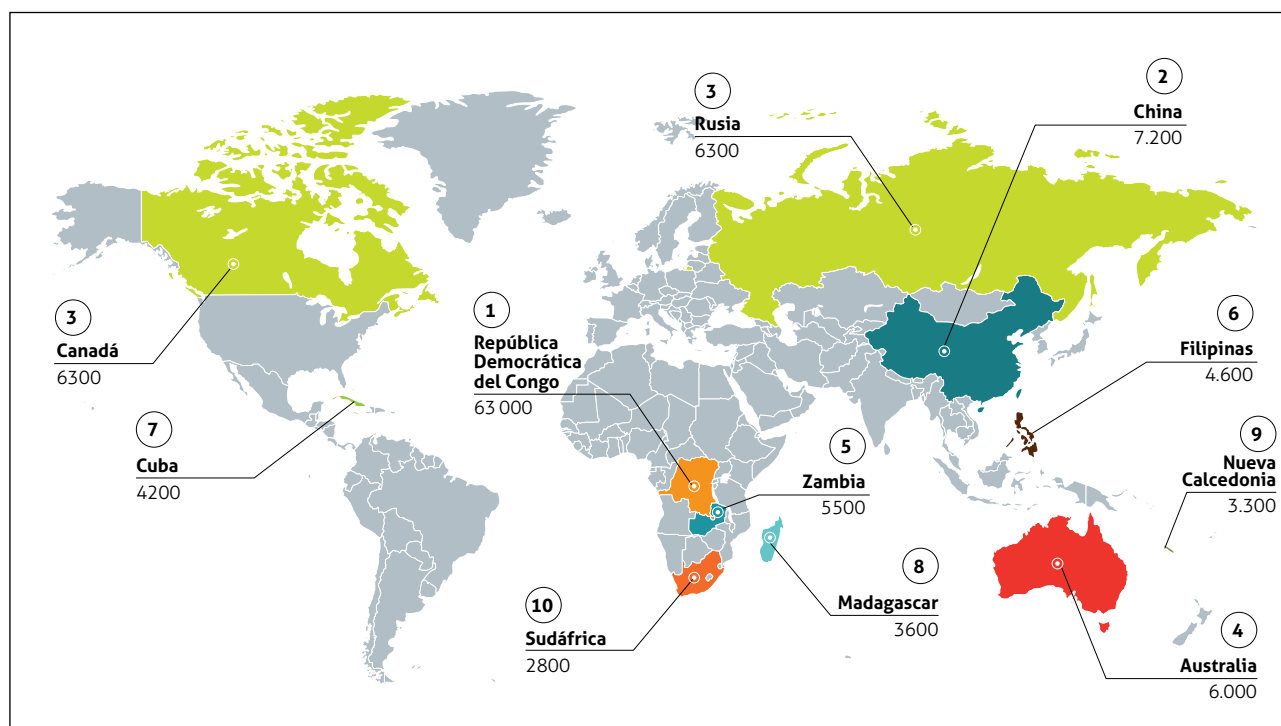 3
Rusia
6300
2
China
7.200
3
Canadá
6300
1
República
Democrática
del Congo
63 000
6
Filipinas
4.600
7
Cuba
4200
5
Zambia
5500
9
Nueva
Calcedonia
3.300
10
Sudáfrica
2800
8
Madagascar
3600
4
Australia
6.000